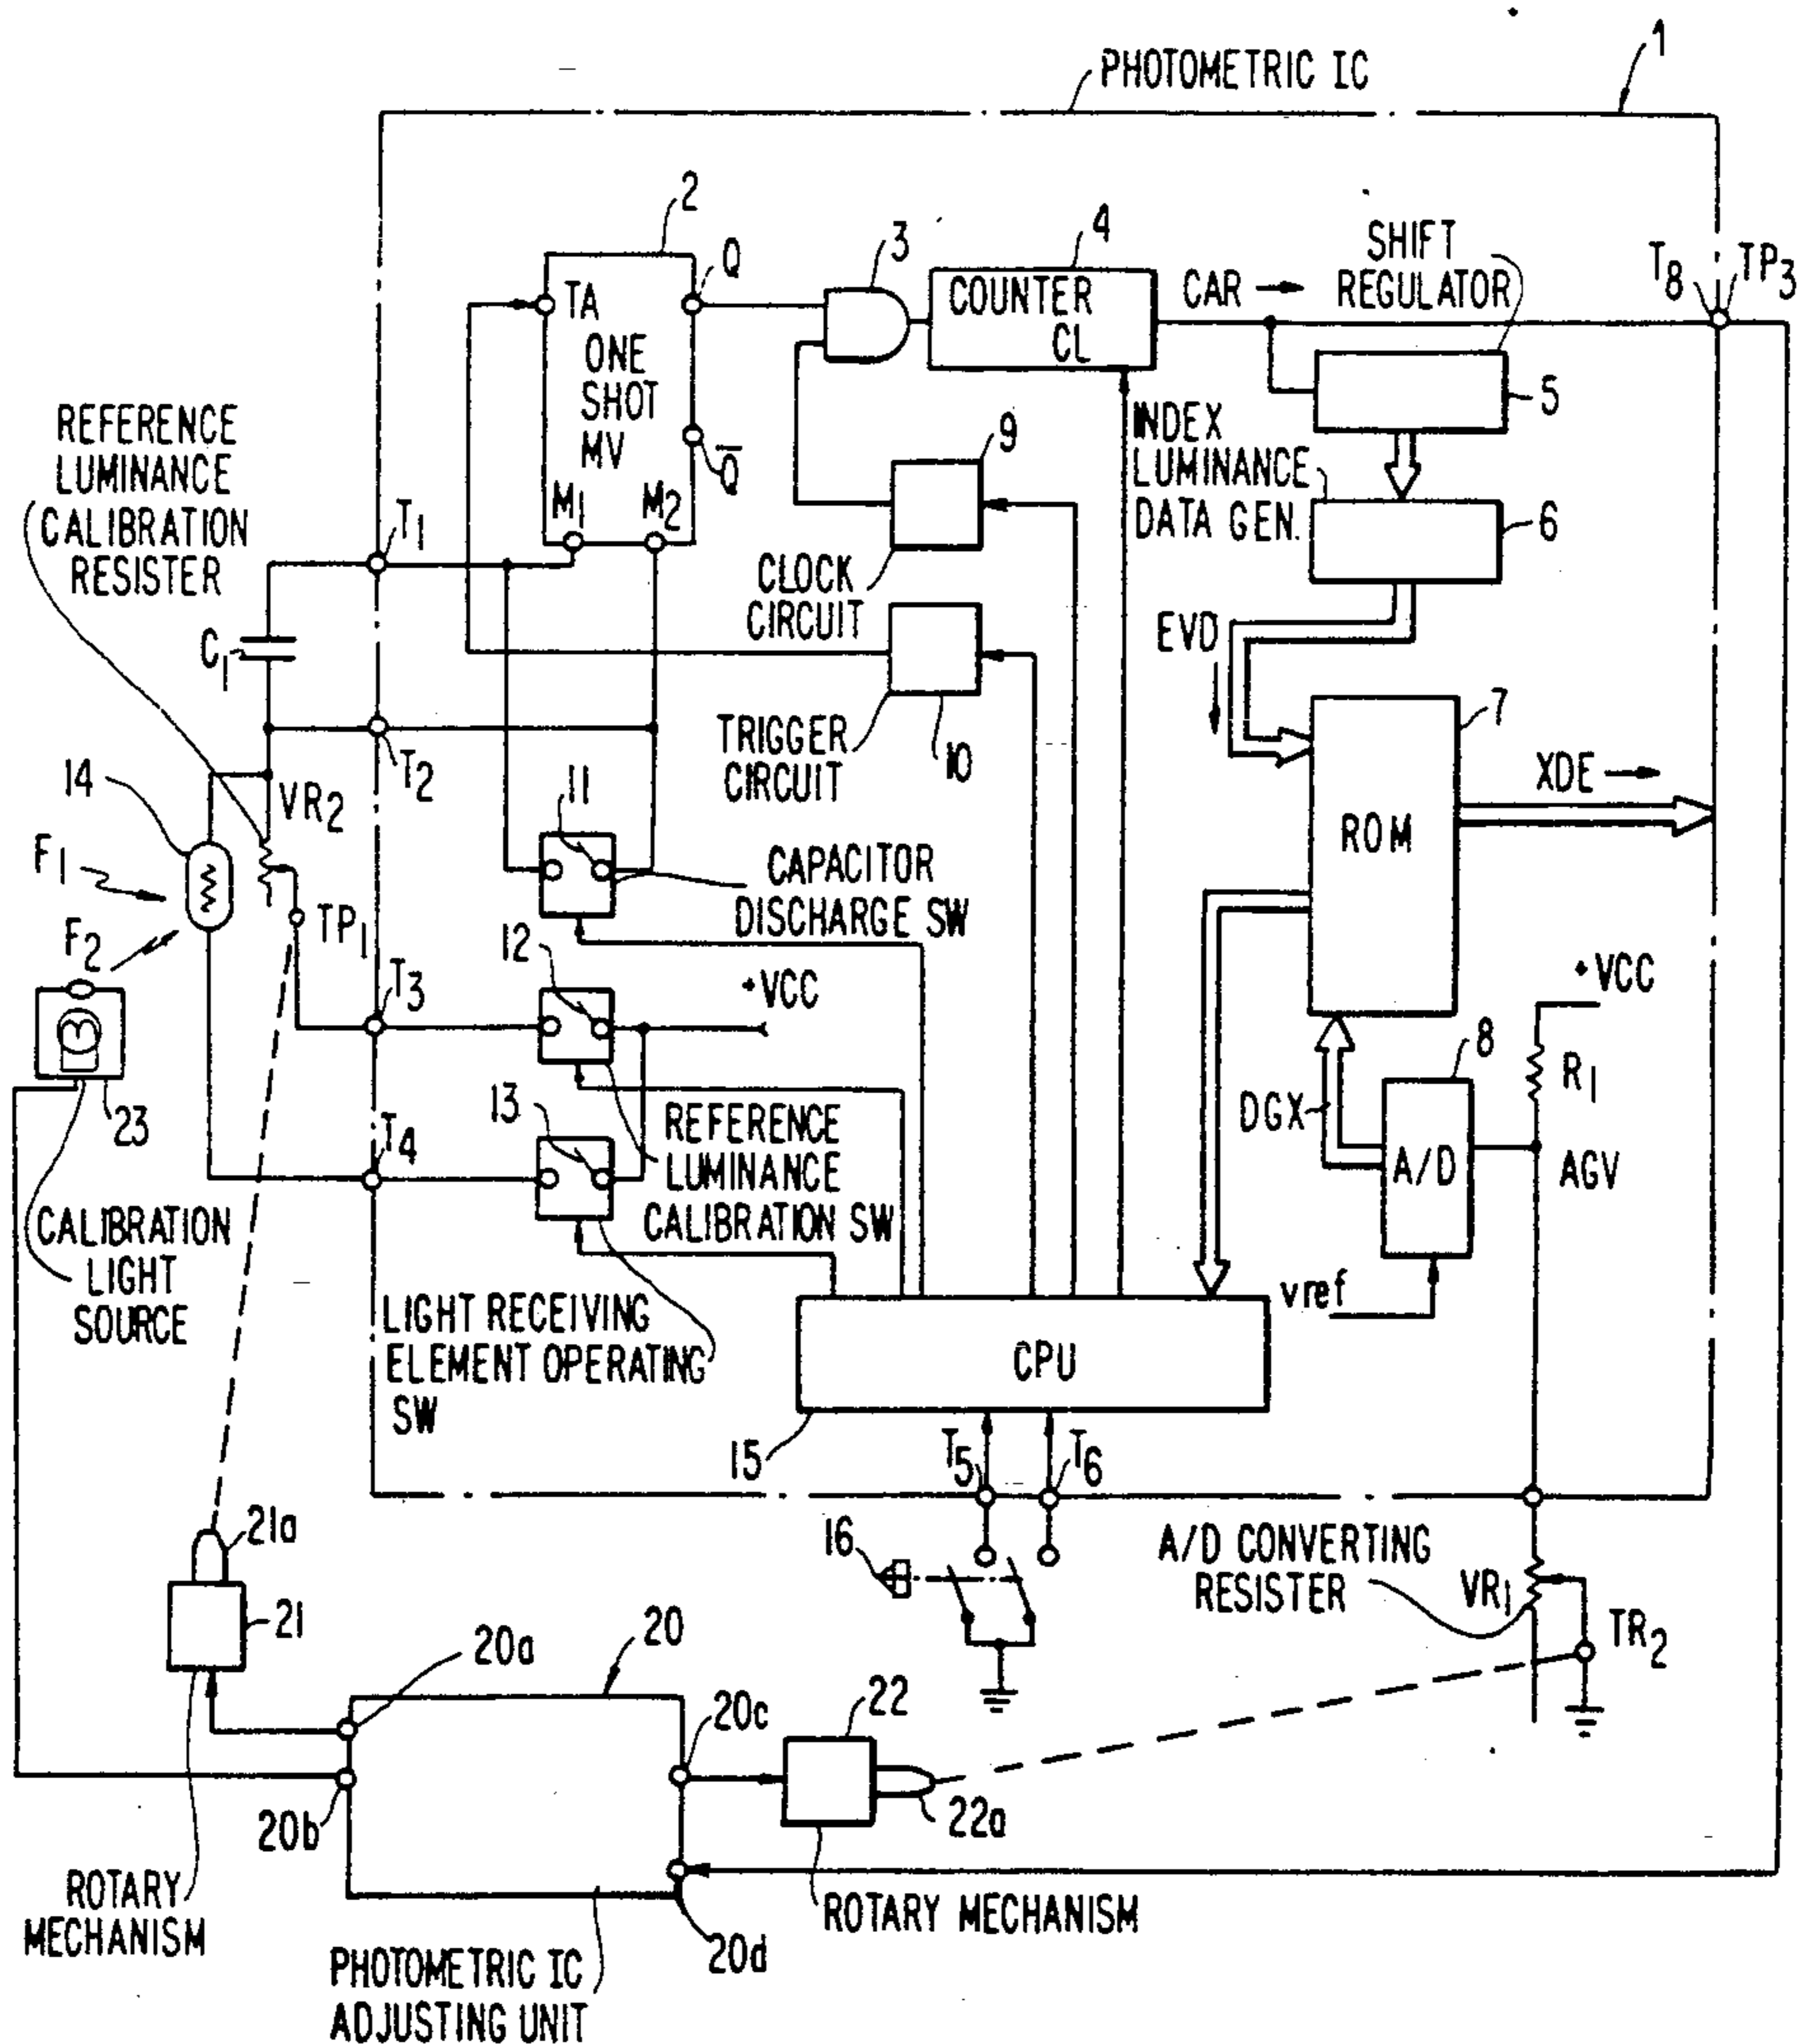 1
PHOTOMETRIC IC
2
Q
3
4
SHIFT
REGULATOR
T8
TP3
TA
ONE
SHOT
MV
COUNTER
CL
CAR
5
Q
M1
M2
9
INDEX
LUMINANCE
DATA GEN.
6
REFERENCE
LUMINANCE
CALIBRATION
RESISTER
T1
CLOCK
CIRCUIT
EVD
C1
7
TRIGGER
CIRCUIT
10
T2
XDE
14
VR2
11
ROM
F1
CAPACITOR
DISCHARGE SW
TP1
F2
12
T3
+VCC
+VCC
8
R1
23
13
DGX
T4
REFERENCE
LUMINANCE
CALIBRATION SW
A/D
AGV
CALIBRATION
LIGHT
SOURCE
vref
LIGHT RECEIVING
ELEMENT OPERATING
SW
CPU
15
T5
T6
21a
16
A/D CONVERTING
RESISTER
VR1
21
TR2
20a
20
20c
22
20b
22a
ROTARY
MECHANISM
ROTARY MECHANISM
20d
PHOTOMETRIC IC
ADJUSTING UNIT